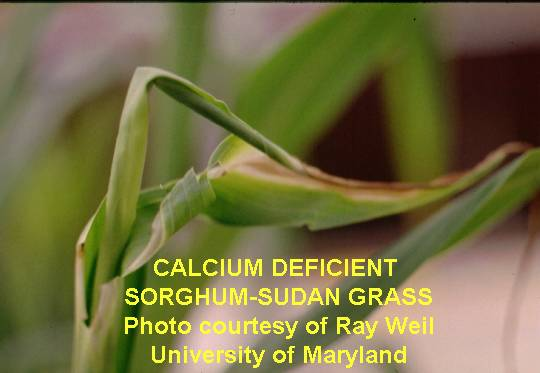 CALCIUM DEFICIENT
SORGHUM-SUDAN GRASS
Photo courtesy of Ray Weil
University of Maryland